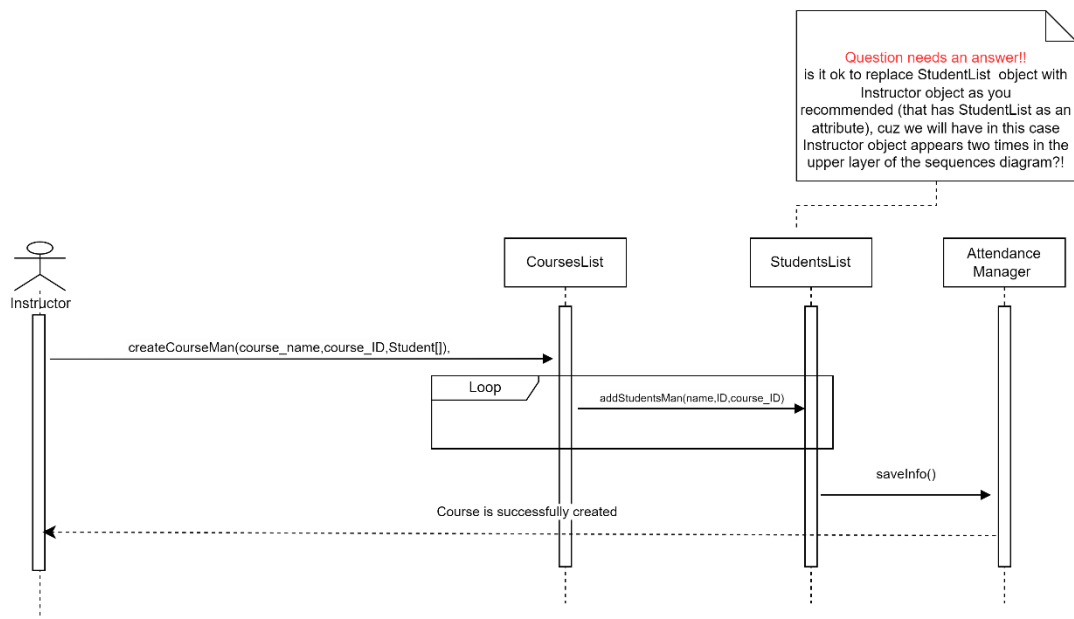 Question needs an answer!!
is it ok to replace StudentList object with
Instructor object as you
recommended (that has StudentList as an
attribute), cuz we will have in this case
Instructor object appears two times in the
upper layer of the sequences diagram?!
CoursesList
StudentsList
Attendance
Manager
Instructor
createCourseMan(course_name,course_ID,Student[]),
Loop
addStudentsMan(name,ID,course_ID)
saveInfo()
Course is successfully created